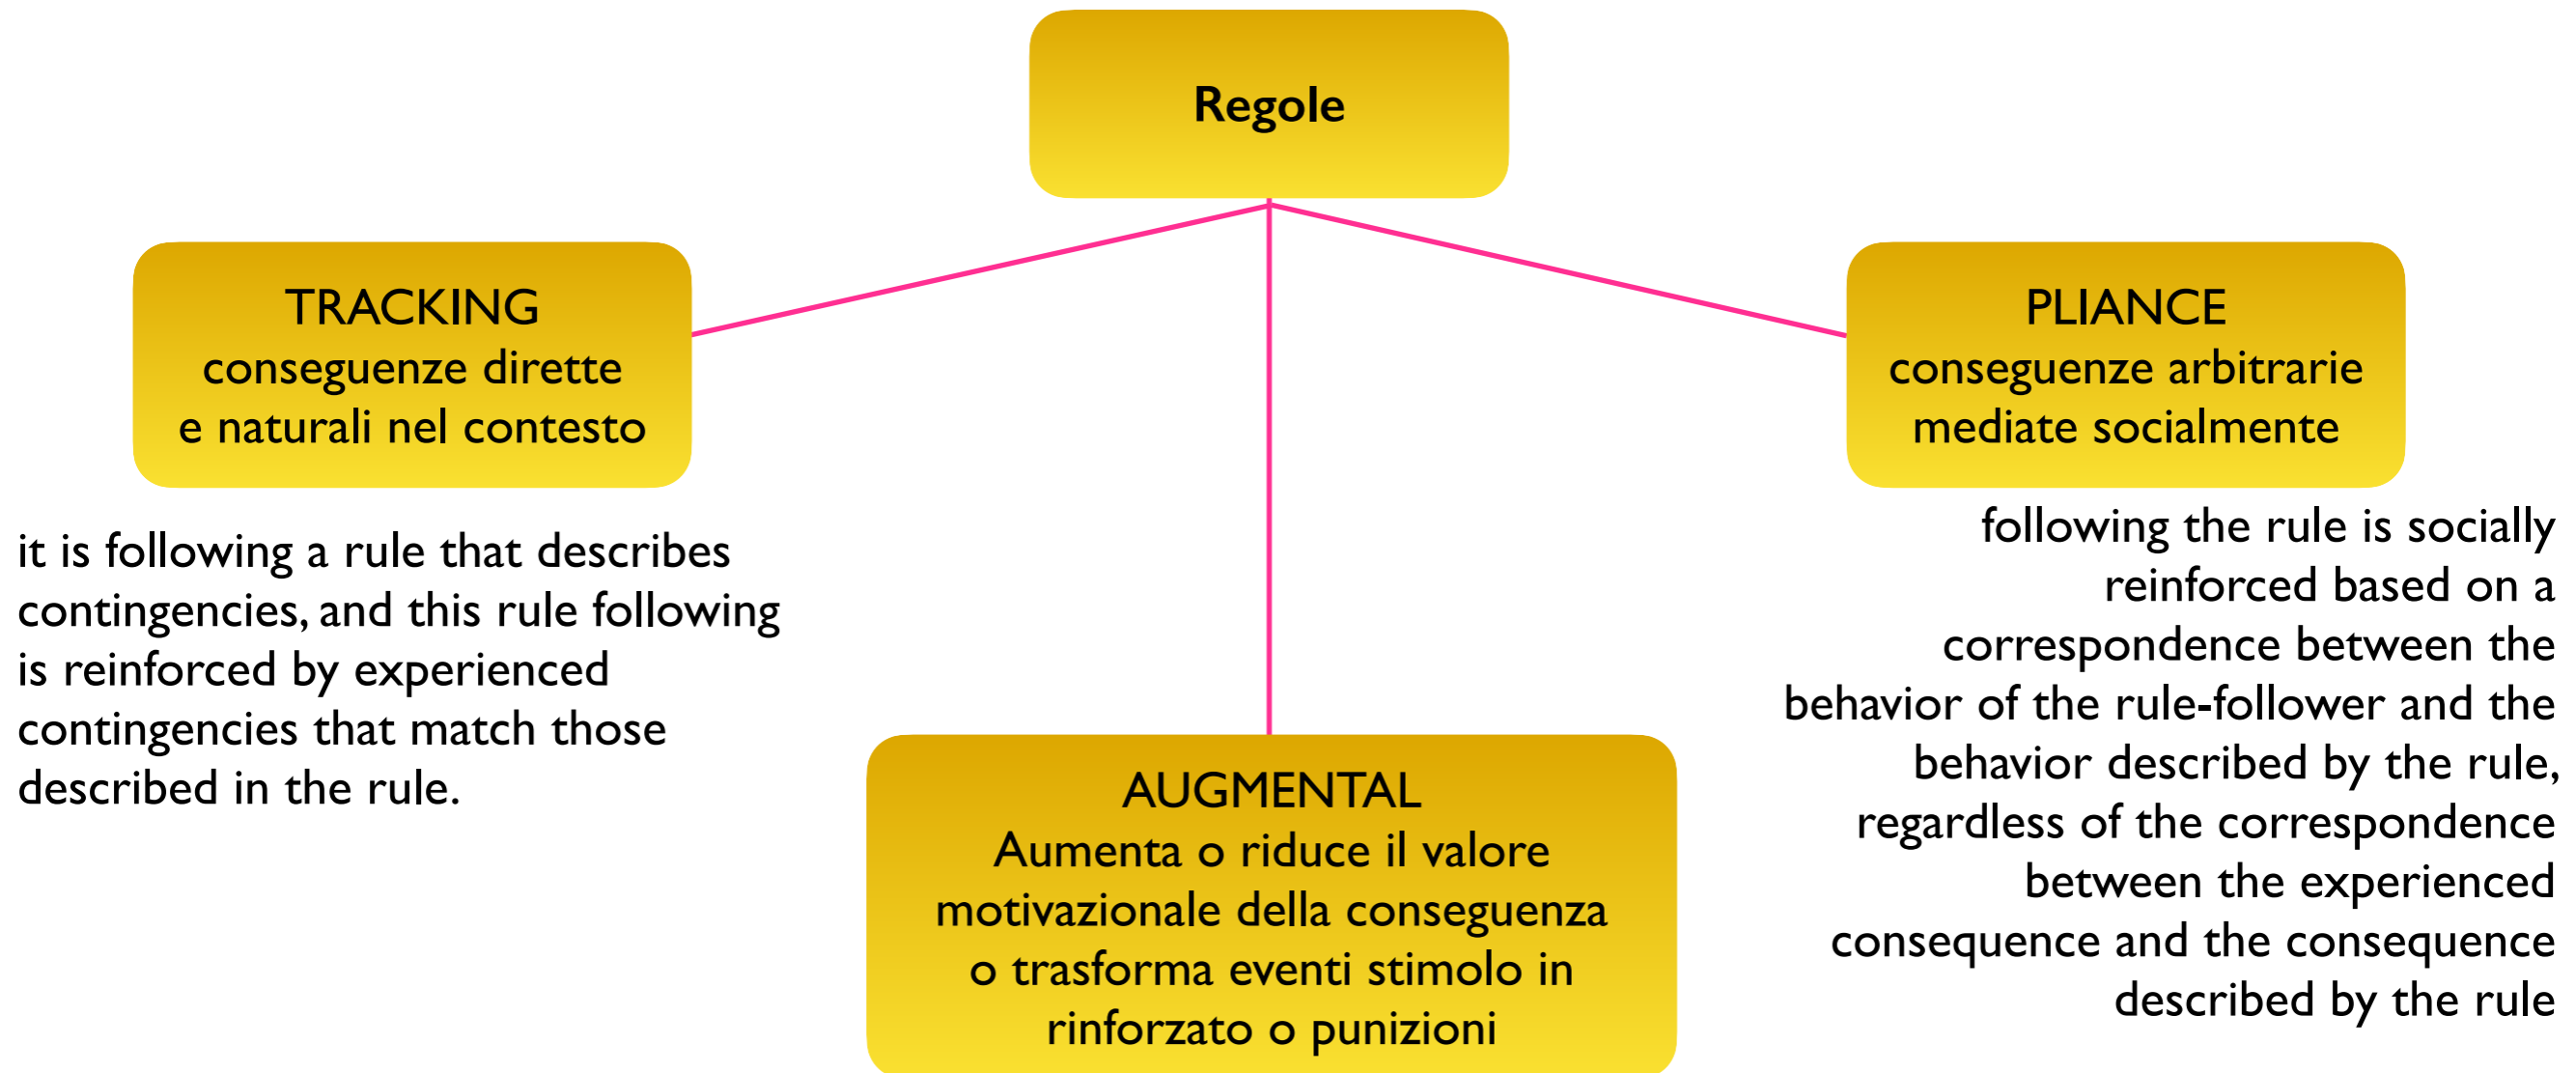 Regole
TRACKING
conseguenze dirette
e naturali nel contesto
it is following a rule that describes
contingencies, and this rule following
is reinforced by experienced
contingencies that match those
described in the rule.
AUGMENTAL
Aumenta o riduce il valore
motivazionale della conseguenza
o trasforma eventi stimolo in
rinforzato o punizioni
PLIANCE
conseguenze arbitrarie
mediate socialmente
following the rule is socially
reinforced based on a
correspondence between the
behavior of the rule-follower and the
behavior described by the rule,
regardless of the correspondence
between the experienced
consequence and the consequence
described by the rule